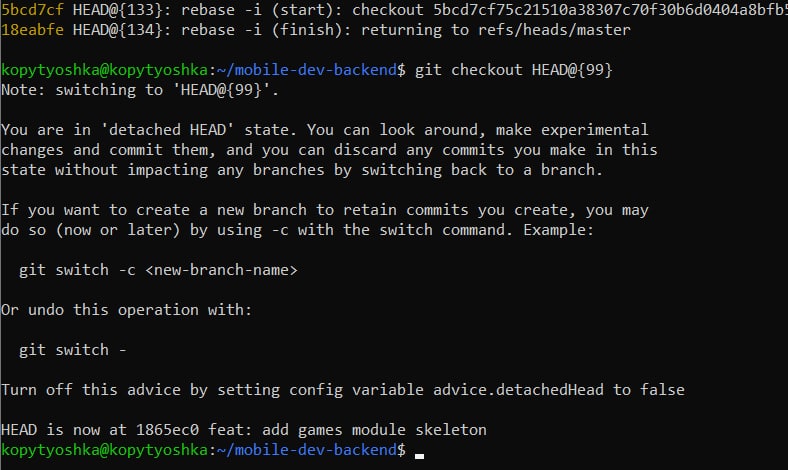 5bcd7cf HEAD@{133}: rebase -i (start): checkout 5bcd7cf75c21510a38307c70f30b6d0404a8bfb5
18eabfe HEAD@{134}: rebase -i (finish): returning to refs/heads/master
kopytyoshka@kopytyoshka:~/mobile-dev-backend$ git checkout HEAD@{99}
Note: switching to 'HEAD@{99}'.
You are in 'detached HEAD' state. You can look around, make experimental
changes and commit them, and you can discard any commits you make in this
state without impacting any branches by switching back to a branch.
If you want to create a new branch to retain commits you create, you may
do so (now or later) by using -c with the switch command. Example:
git switch -c <new-branch-name>
Or undo this operation with:
git switch -
Turn off this advice by setting config variable advice.detachedHead to false
HEAD is now at 1865ec0 feat: add games module skeleton
kopytyoshka@kopytyoshka:~/mobile-dev-backend$